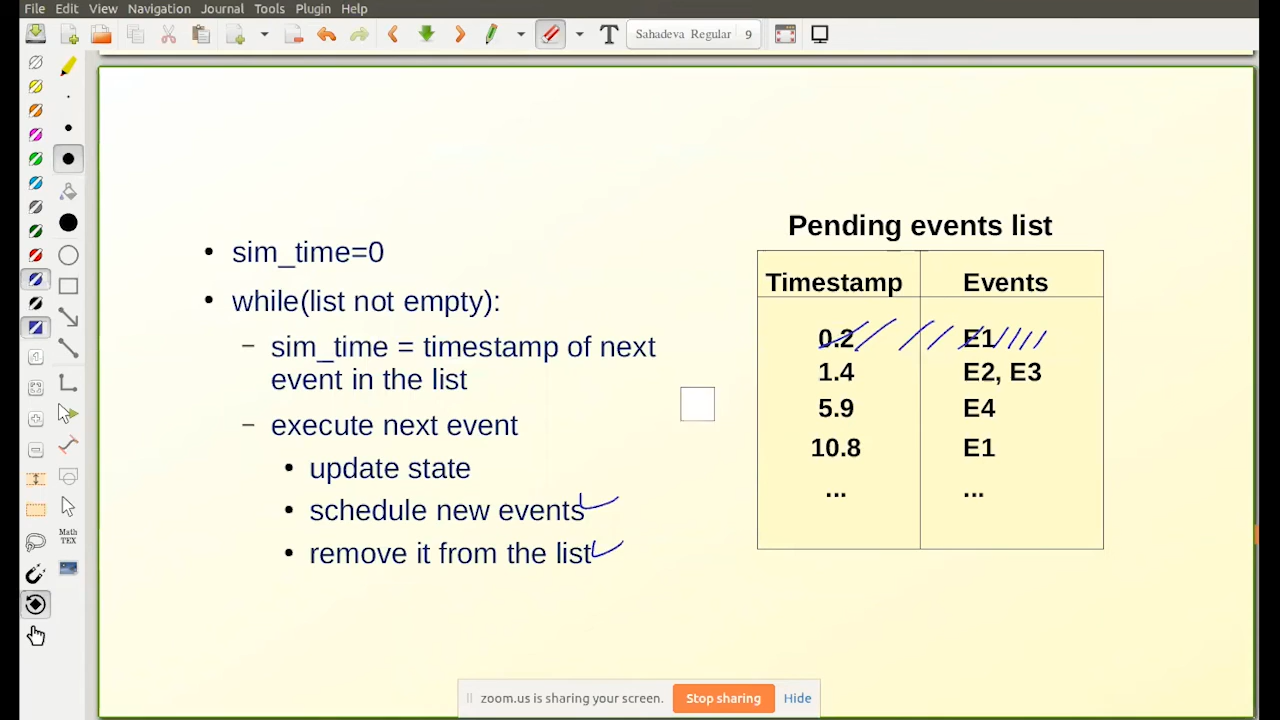 File Edit View Navigation Journal Tools Plugin Help
T Sahadeva Regular 9
Pending events list
• sim_time=0
Timestamp Events
• while(list not empty):
0.2 E1
– sim_time = timestamp of next
event in the list
1.4 E2, E3
5.9 E4
– execute next event
10.8 E1
• update state
... ...
• schedule new events
• remove it from the list
Math
TEX
zoom.us is sharing your screen. Stop sharing Hide